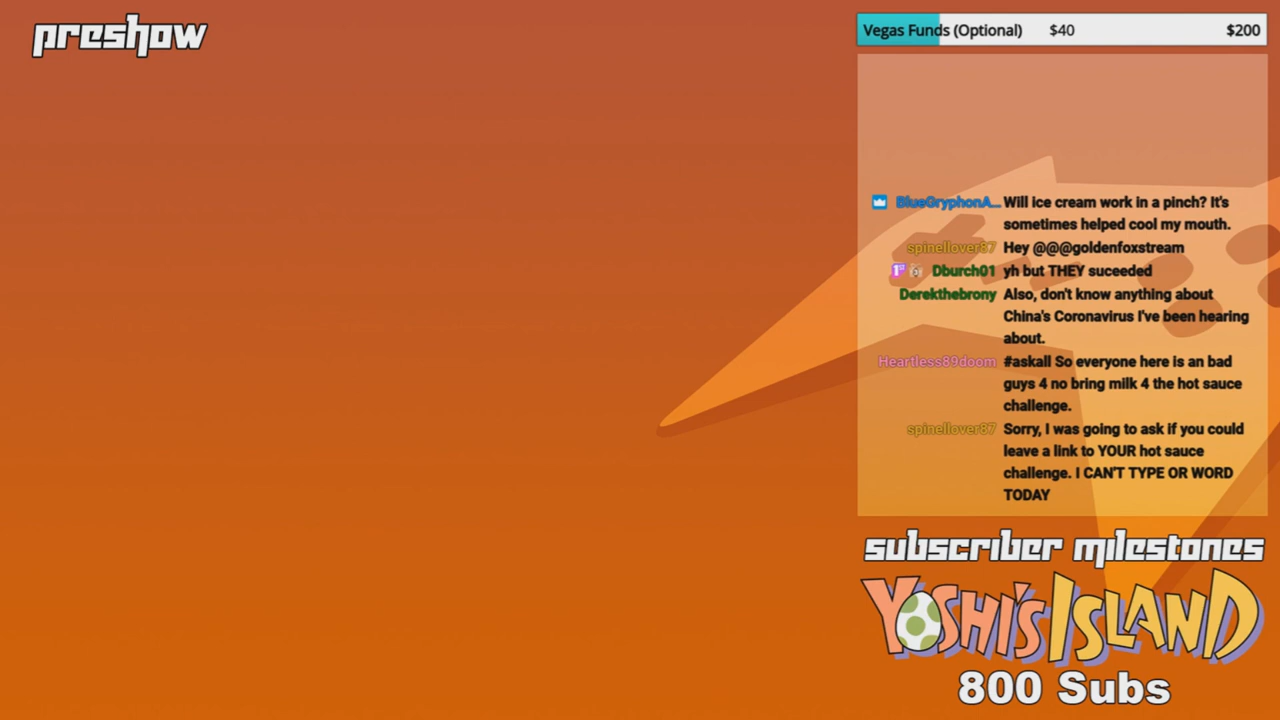 preshow
Vegas Funds (Optional) $40 $200
BlueGryphonA... Will ice cream work in a pinch? It's
sometimes helped cool my mouth.
spinellover87 Hey @@@goldenfoxstream
Dburch01 yh but THEY suceeded
Derekthebrony Also, don't know anything about
China's Coronavirus I've been hearing
about.
Heartless89doom #askall So everyone here is an bad
guys 4 no bring milk 4 the hot sauce
challenge.
spinellover87 Sorry, I was going to ask if you could
leave a link to YOUR hot sauce
challenge. I CAN'T TYPE OR WORD
TODAY
subscriber milestones
YOSHI'S ISLAND
800 Subs